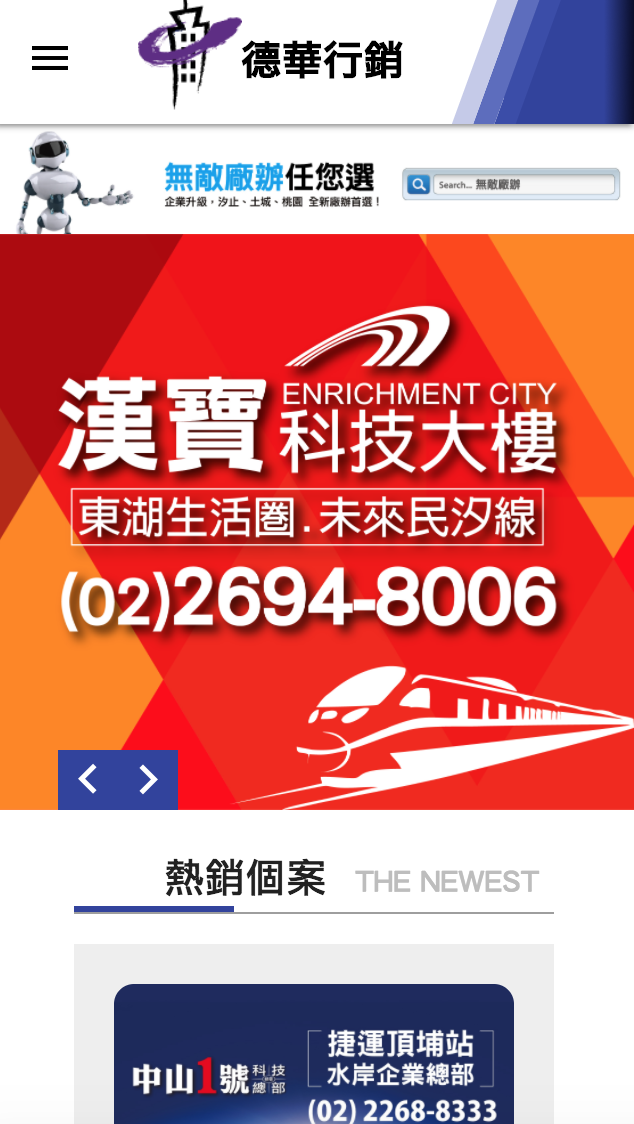 德華行銷
無敵廠辦任您選
企業升級，汐止、土城、桃園 全新廠辦首選！
Search... 無敵廠辦
漢寶
ENRICHMENT CITY
科技大樓
東湖生活圈.未來民汐線
(02)2694-8006
熱銷個案 THE NEWEST
中山1號
科技
總部
捷運頂埔站
水岸企業總部
(02) 2268-8333